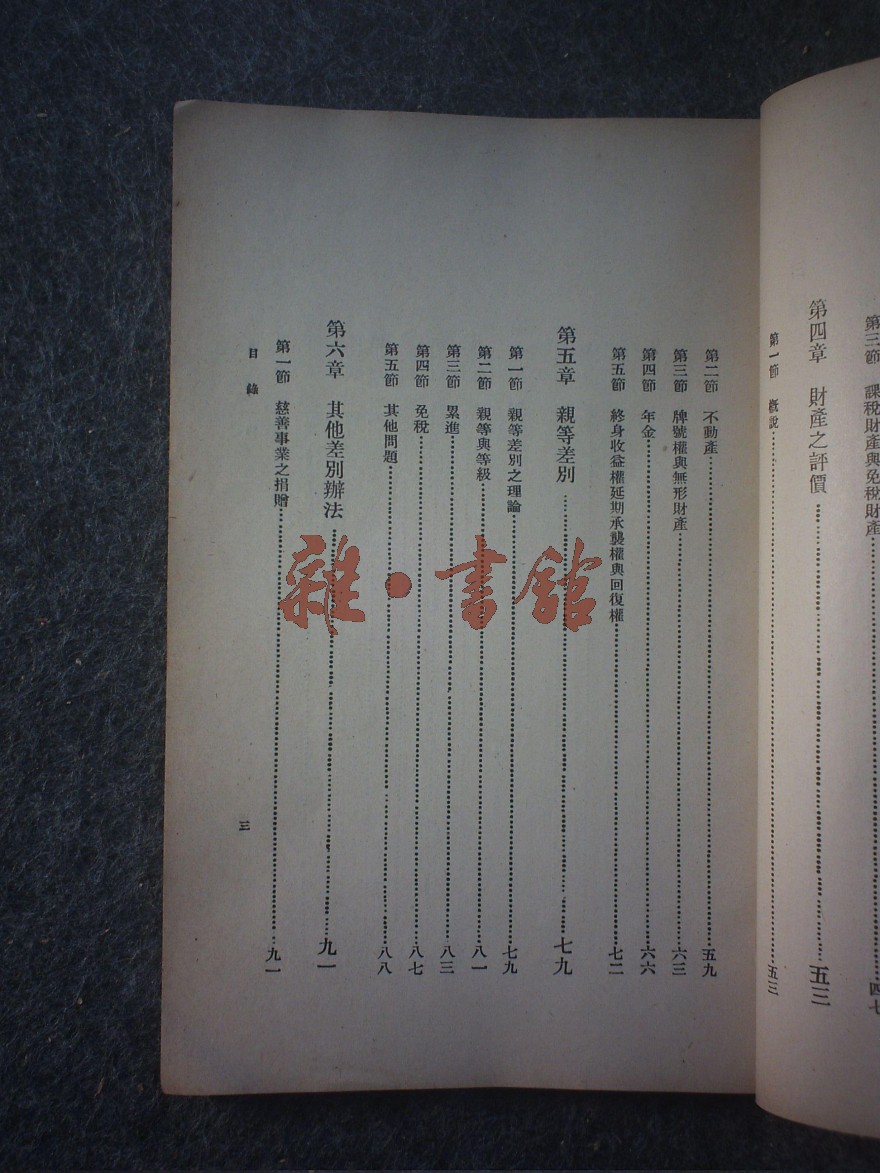 第三節　課稅財產與免稅財產……四七
第四章　財產之評價……五三
第一節　概說……五三
第二節　不動產……五九
第三節　牌號權與無形財產……六三
第四節　年金……六六
第五節　終身收益權延期承襲權與回復權……七二
第五章　親等差別……七九
第一節　親等差別之理論……七九
第二節　親等與等級……八一
第三節　累進……八三
第四節　免稅……八七
第五節　其他問題……八八
第六章　其他差別辦法……九一
第一節　慈善事業之捐贈……九一
目錄
三
雜·書館